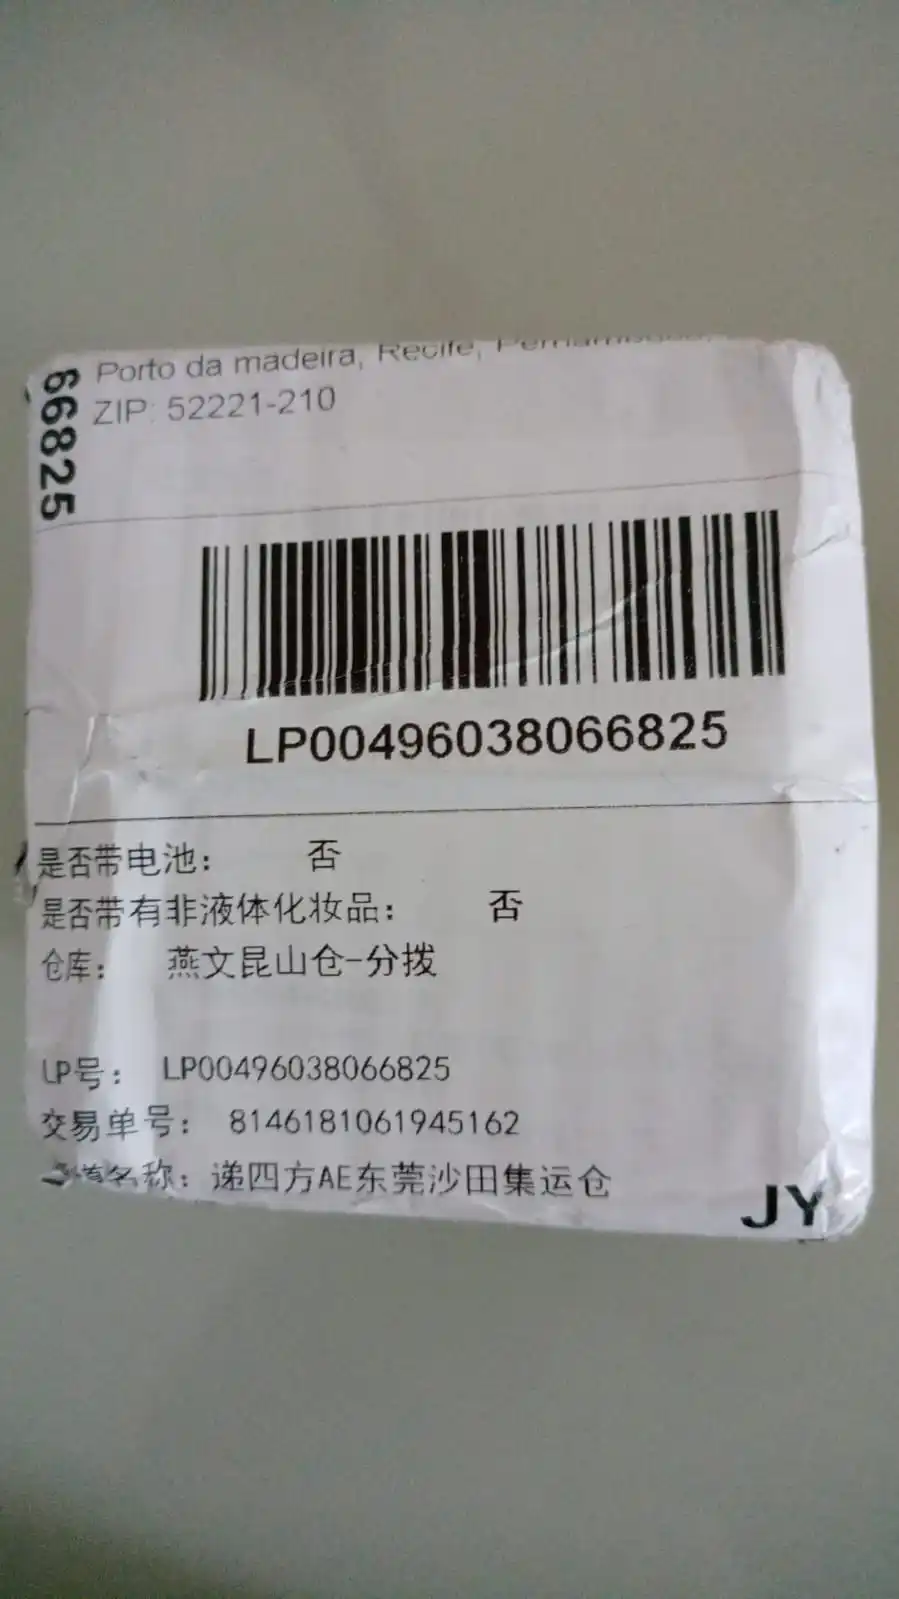 Porto da madeira, Recife, Pernambuco,
ZIP: 52221-210
66825
LP00496038066825
是否带电池： 否
是否带有非液体化妆品： 否
仓库： 燕文昆山仓-分拨
LP号： LP00496038066825
交易单号： 8146181061945162
名称：递四方AE东莞沙田集运仓
JY